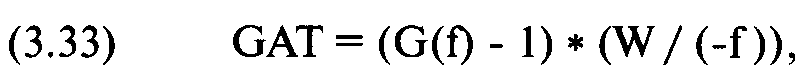 (3.33) GAT = (G(f) - 1) * (W / (-f)),